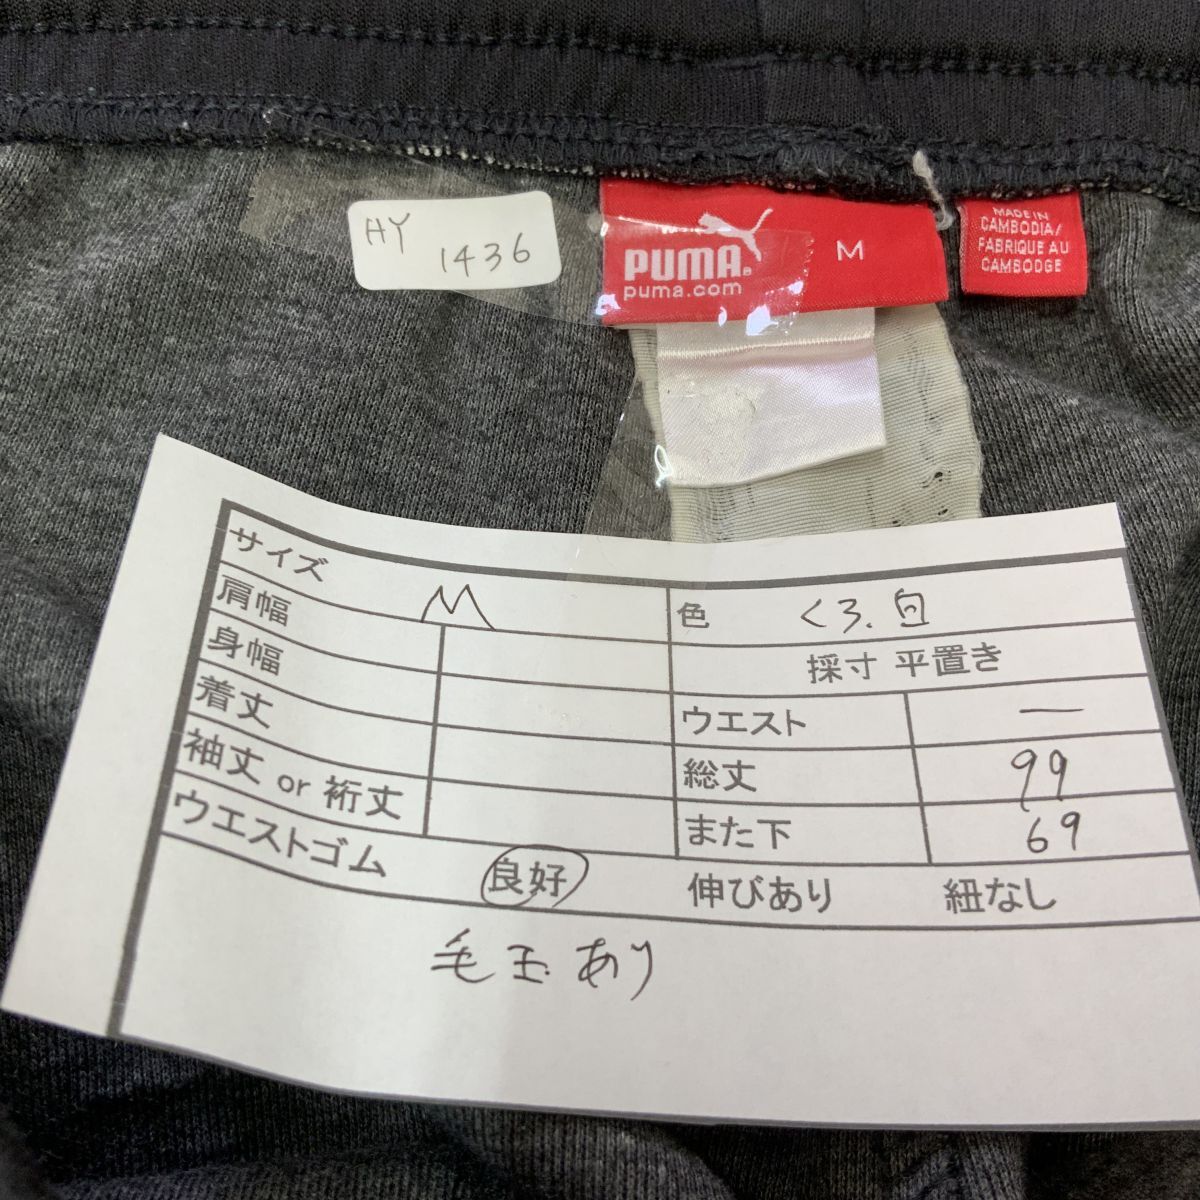 HY
1436
PUMA®
puma.com
M
MADE IN
CAMBODIA/
FABRIQUE AU
CAMBODGE
サイズ M 色 くろ.白
肩幅 採寸 平置き
身幅 ウエスト —
着丈 総丈 99
袖丈 or 裄丈 また下 69
ウエストゴム 良好 伸びあり 紐なし
毛玉あり